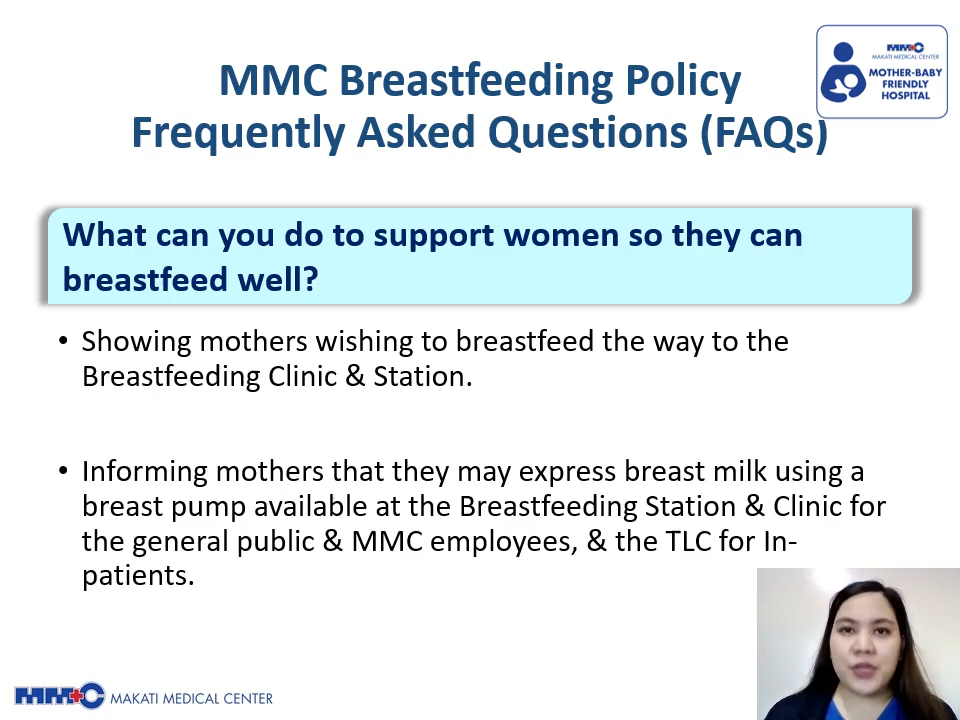 MMC Breastfeeding Policy
Frequently Asked Questions (FAQs)
MMC
MAKATI MEDICAL CENTER
MOTHER-BABY
FRIENDLY
HOSPITAL
What can you do to support women so they can
breastfeed well?
• Showing mothers wishing to breastfeed the way to the
Breastfeeding Clinic & Station.
• Informing mothers that they may express breast milk using a
breast pump available at the Breastfeeding Station & Clinic for
the general public & MMC employees, & the TLC for In-
patients.
MMC MAKATI MEDICAL CENTER